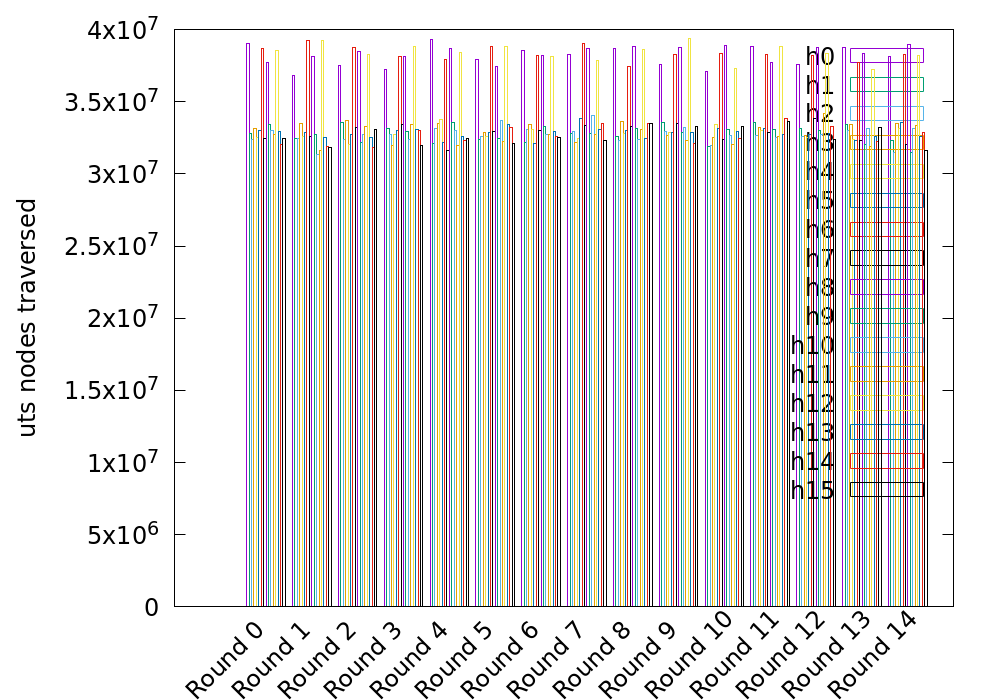 4x10^7
3.5x10^7
3x10^7
2.5x10^7
2x10^7
1.5x10^7
1x10^7
5x10^6
0
uts nodes traversed
h0
h1
h2
h3
h4
h5
h6
h7
h8
h9
h10
h11
h12
h13
h14
h15
Round 0
Round 1
Round 2
Round 3
Round 4
Round 5
Round 6
Round 7
Round 8
Round 9
Round 10
Round 11
Round 12
Round 13
Round 14